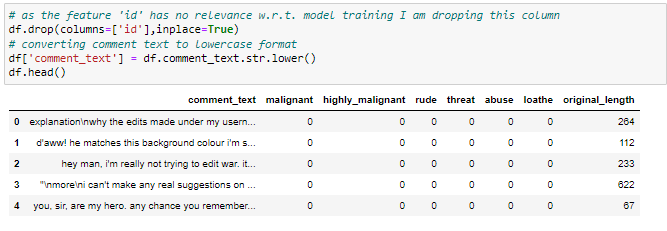 # as the feature 'id' has no relevance w.r.t. model training I am dropping this column
df.drop(columns=['id'],inplace=True)
# converting comment text to lowercase format
df['comment_text'] = df.comment_text.str.lower()
df.head()
comment_text malignant highly_malignant rude threat abuse loathe original_length
0 explanation\nwhy the edits made under my usern... 0 0 0 0 0 0 264
1 d'aww! he matches this background colour i'm s... 0 0 0 0 0 0 112
2 hey man, i'm really not trying to edit war. it... 0 0 0 0 0 0 233
3 "\nmore\ni can't make any real suggestions on ... 0 0 0 0 0 0 622
4 you, sir, are my hero. any chance you remember... 0 0 0 0 0 0 67